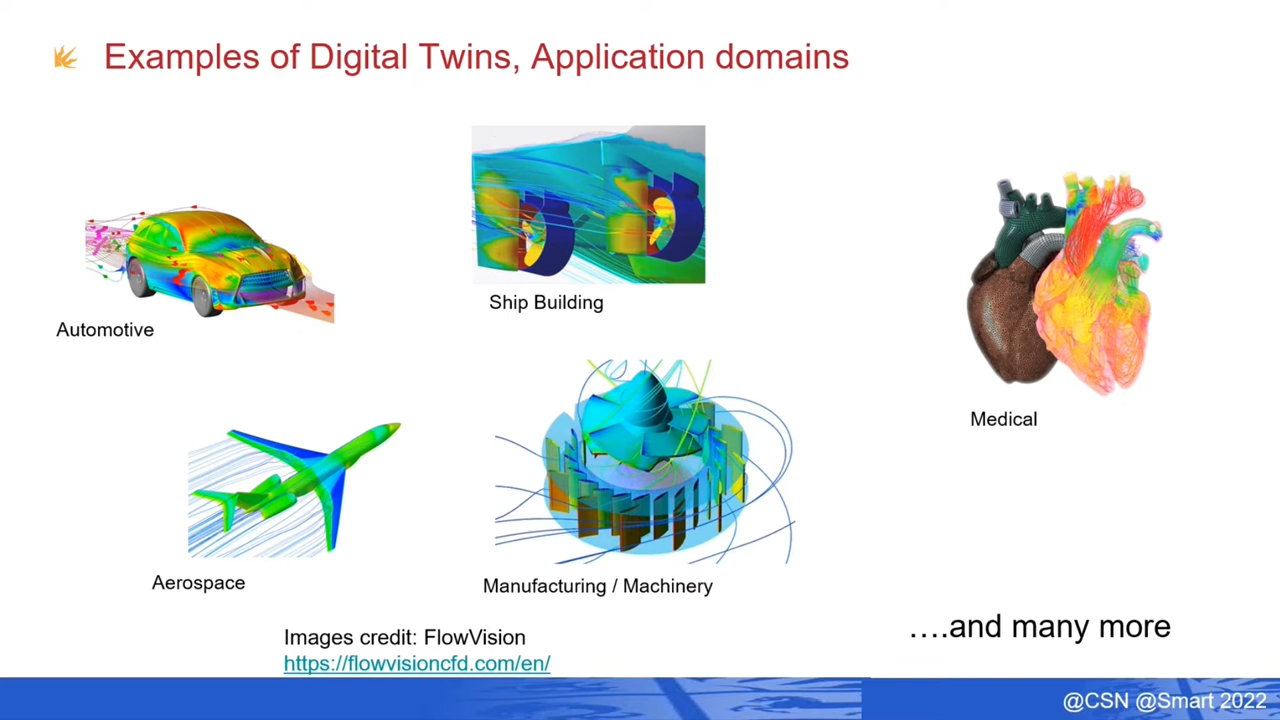 Examples of Digital Twins, Application domains
Automotive
Ship Building
Medical
Aerospace
Manufacturing / Machinery
Images credit: FlowVision
https://flowvisioncfd.com/en/
….and many more
@CSN @Smart 2022